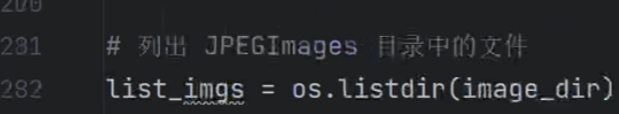 281 # 列出 JPEGImages 目录中的文件
282 list_imgs = os.listdir(image_dir)